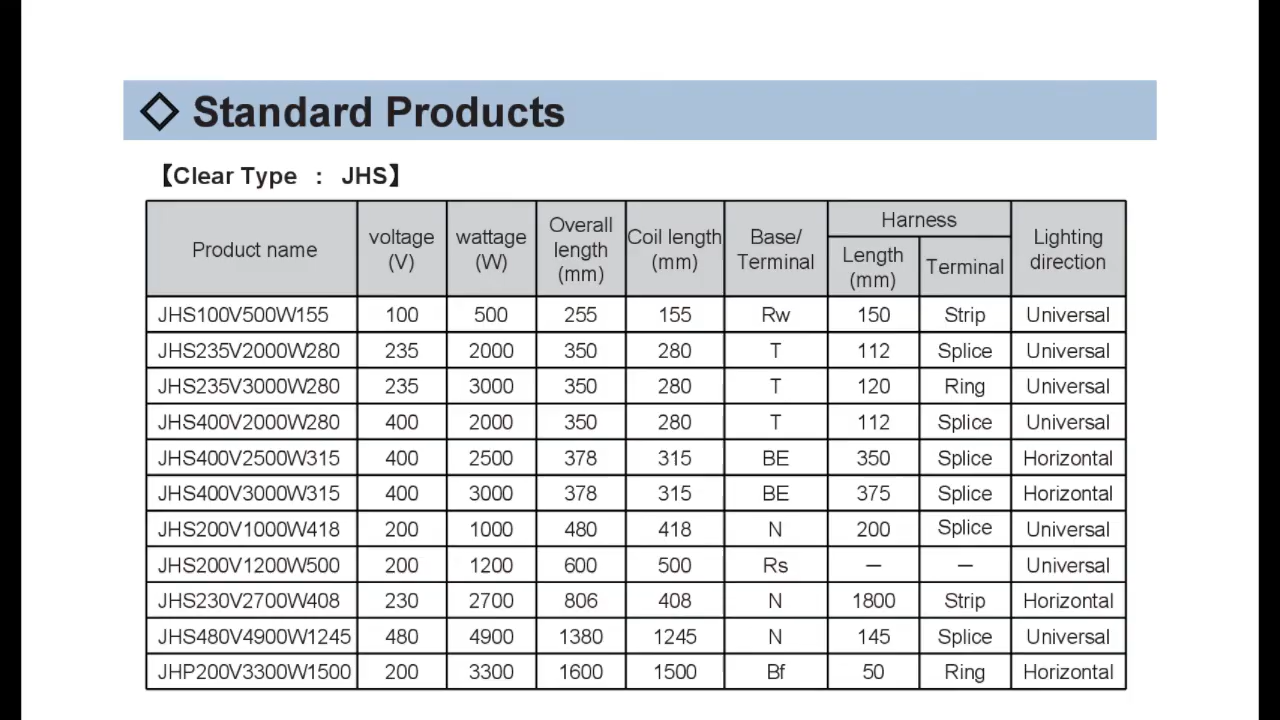 ◇ Standard Products
【Clear Type : JHS】
Product name voltage (V) wattage (W) Overall length (mm) Coil length (mm) Base/ Terminal Harness Length (mm) Terminal Lighting direction
JHS100V500W155 100 500 255 155 Rw 150 Strip Universal
JHS235V2000W280 235 2000 350 280 T 112 Splice Universal
JHS235V3000W280 235 3000 350 280 T 120 Ring Universal
JHS400V2000W280 400 2000 350 280 T 112 Splice Universal
JHS400V2500W315 400 2500 378 315 BE 350 Splice Horizontal
JHS400V3000W315 400 3000 378 315 BE 375 Splice Horizontal
JHS200V1000W418 200 1000 480 418 N 200 Splice Universal
JHS200V1200W500 200 1200 600 500 Rs — — Universal
JHS230V2700W408 230 2700 806 408 N 1800 Strip Horizontal
JHS480V4900W1245 480 4900 1380 1245 N 145 Splice Universal
JHP200V3300W1500 200 3300 1600 1500 Bf 50 Ring Horizontal